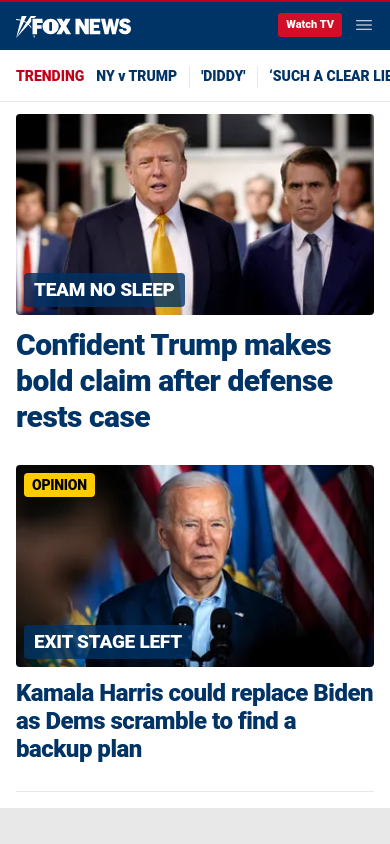 FOX NEWS
Watch TV
TRENDING NY v TRUMP 'DIDDY' ‘SUCH A CLEAR LIE
TEAM NO SLEEP
Confident Trump makes
bold claim after defense
rests case
OPINION
EXIT STAGE LEFT
Kamala Harris could replace Biden
as Dems scramble to find a
backup plan